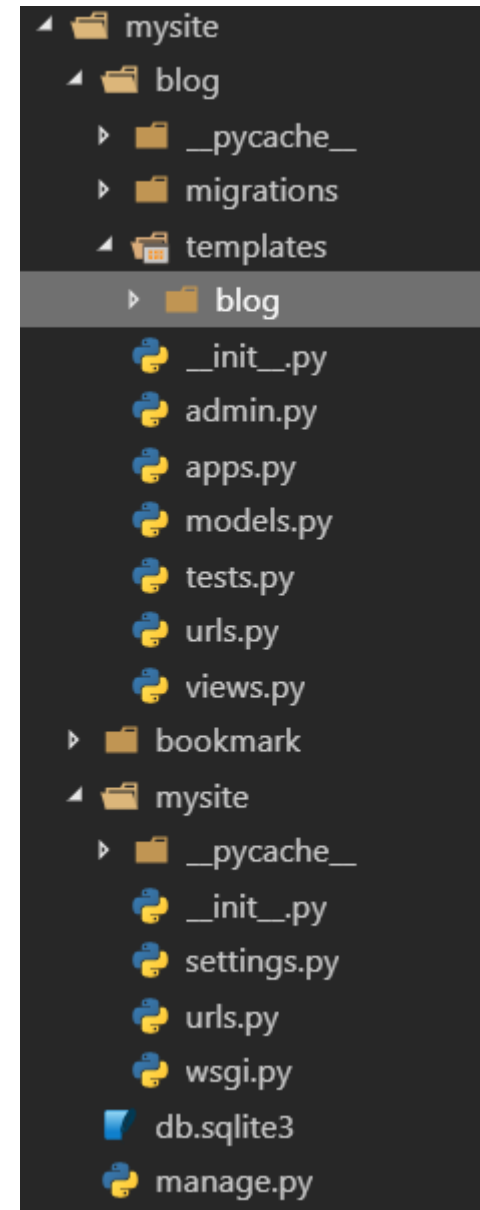 mysite
blog
__pycache__
migrations
templates
blog
__init__.py
admin.py
apps.py
models.py
tests.py
urls.py
views.py
bookmark
mysite
__pycache__
__init__.py
settings.py
urls.py
wsgi.py
db.sqlite3
manage.py